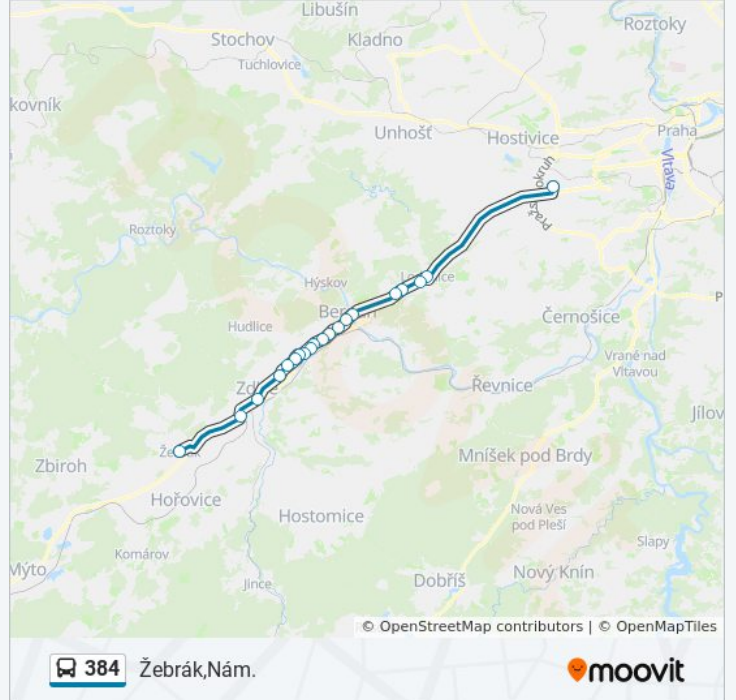 Libušín
Roztoky
Stochov
Kladno
Tuchlovice
kovník
Unhošť
Hostivice
Praha
Vltava
okruh
Praž
Roztoky
Hýskov
Hudlice
Černošice
Vrané nad
Vltavou
Řevnice
Jílov
Zbiroh
Mníšek pod Brdy
Hořovice
Hostomice
Nová Ves
pod Pleší
Slapy
Komárov
Mýto
Nový Knín
Jince
Dobříš
© OpenStreetMap contributors | © OpenMapTiles
384 Žebrák,Nám.
moovit